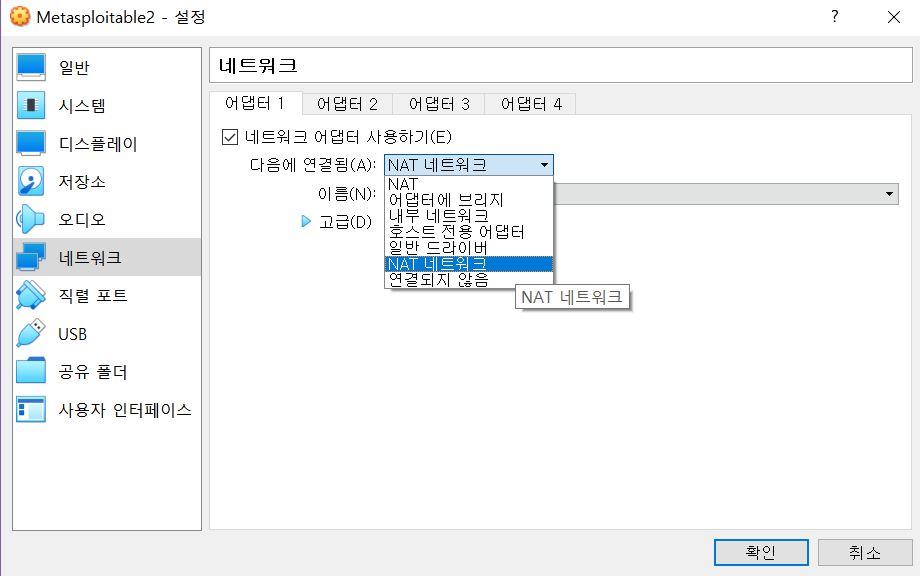 Metasploitable2 - 설정
?
일반
시스템
디스플레이
저장소
오디오
네트워크
직렬 포트
USB
공유 폴더
사용자 인터페이스
네트워크
어댑터 1
어댑터 2
어댑터 3
어댑터 4
네트워크 어댑터 사용하기(E)
다음에 연결됨(A): NAT 네트워크
이름(N):
고급(D)
NAT
어댑터에 브리지
내부 네트워크
호스트 전용 어댑터
일반 드라이버
NAT 네트워크
연결되지 않음
NAT 네트워크
확인
취소